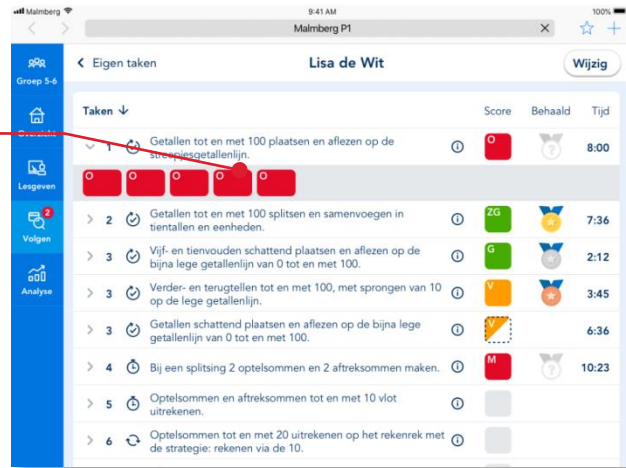 Malmberg
9:41 AM
100%
Malmberg P1
Groep 5-6
Overzicht
Lesgeven
2
Volgen
Analyse
Eigen taken
Lisa de Wit
Wijzig
Taken
Score Behaald Tijd
1 Getallen tot en met 100 plaatsen en aflezen op de
streepjesgetallenlijn.
O
?
8:00
O O O O O
2 Getallen tot en met 100 splitsen en samenvoegen in
tientallen en eenheden.
ZG
7:36
3 Vijf- en tienvouden schattend plaatsen en aflezen op de
bijna lege getallenlijn van 0 tot en met 100.
G
2:12
3 Verder- en terugtellen tot en met 100, met sprongen van 10
op de lege getallenlijn.
V
3:45
3 Getallen schattend plaatsen en aflezen op de bijna lege
getallenlijn van 0 tot en met 100.
V
6:36
4 Bij een splitsing 2 optelsommen en 2 aftreksommen maken.
M
?
10:23
5 Optelsommen en aftreksommen tot en met 10 vlot
uitrekenen.
6 Optelsommen tot en met 20 uitrekenen op het rekenrek met
de strategie: rekenen via de 10.